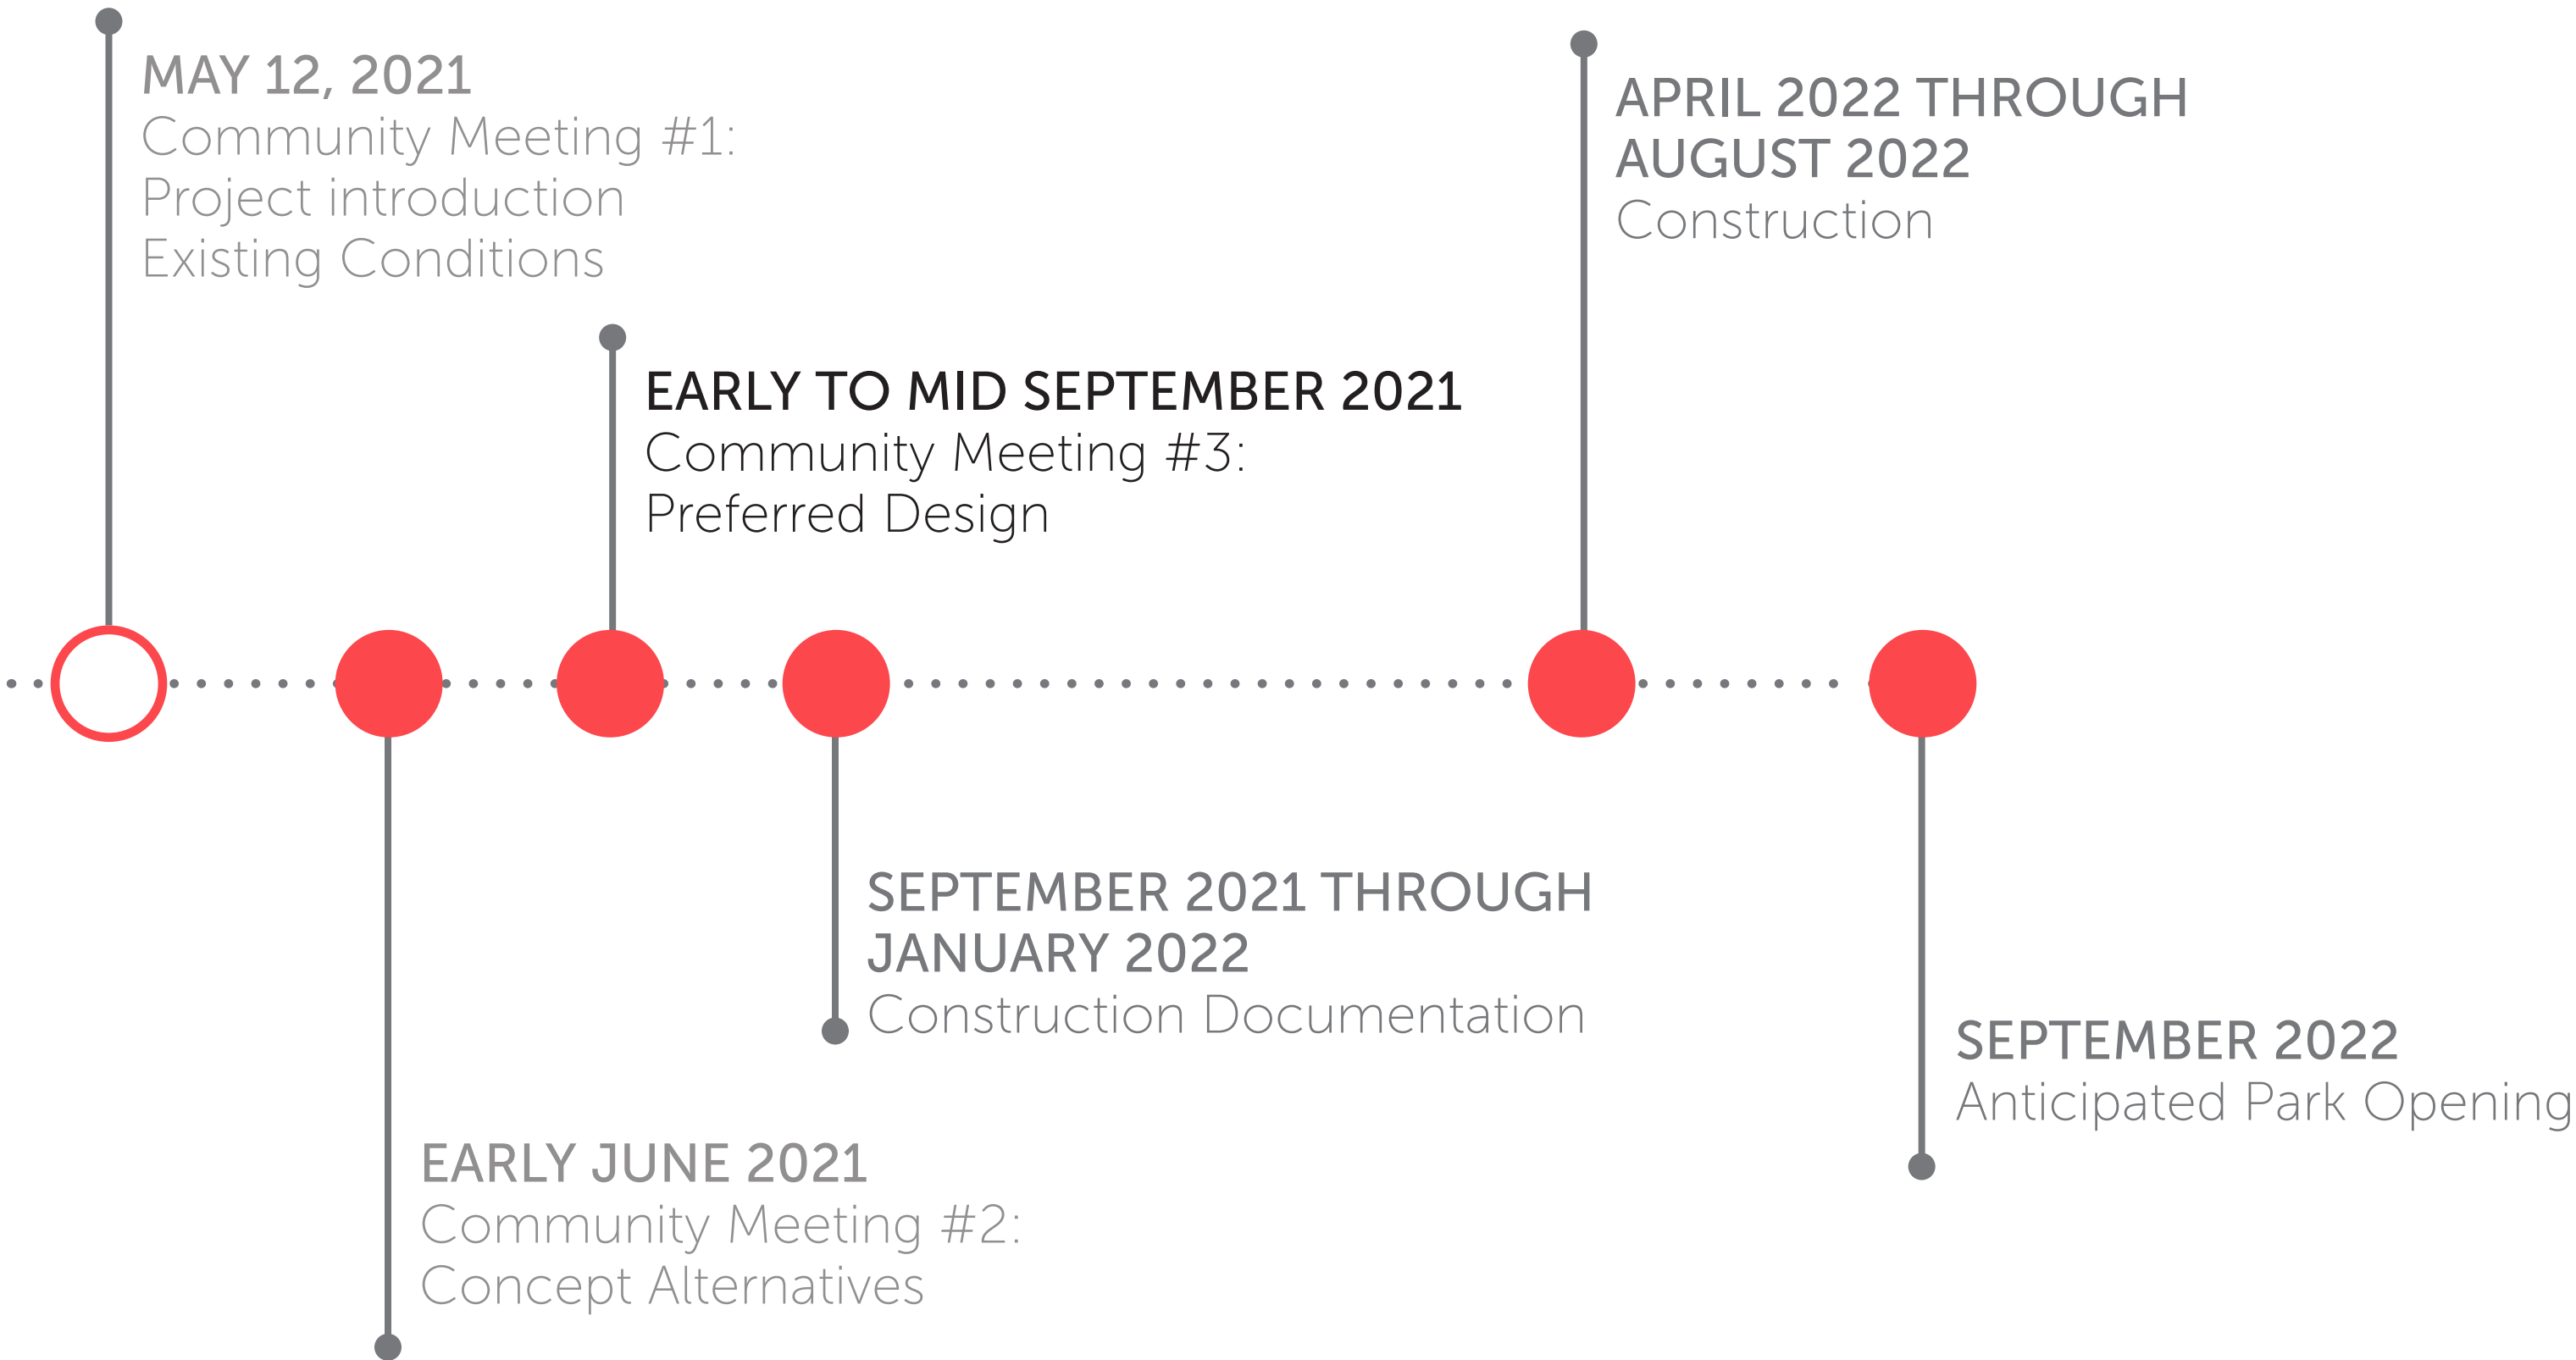 MAY 12, 2021
Community Meeting #1:
Project introduction
Existing Conditions
EARLY JUNE 2021
Community Meeting #2:
Concept Alternatives
EARLY TO MID SEPTEMBER 2021
Community Meeting #3:
Preferred Design
SEPTEMBER 2021 THROUGH
JANUARY 2022
Construction Documentation
APRIL 2022 THROUGH
AUGUST 2022
Construction
SEPTEMBER 2022
Anticipated Park Opening